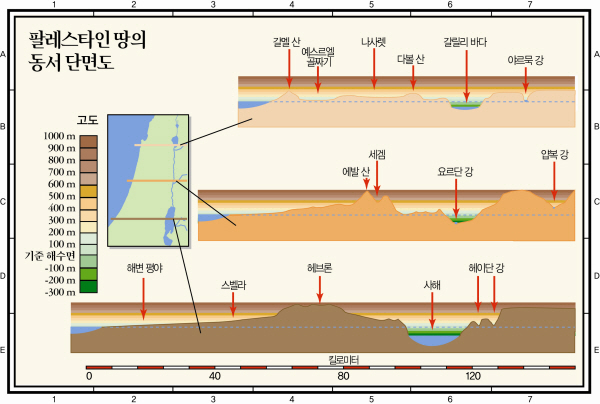 1 2 3 4 5 6 7
팔레스타인 땅의
동서 단면도
갈멜 산
예스르엘
골짜기
나사렛
다볼 산
갈릴리 바다
야르묵 강
고도
1000 m
900 m
800 m
700 m
600 m
500 m
400 m
300 m
200 m
100 m
기준 해수면
-100 m
-200 m
-300 m
에발 산
세겜
요르단 강
얍복 강
해변 평야
스벨라
헤브론
사해
헤이단 강
킬로미터
0 40 80 120
A
B
C
D
E
A
B
C
D
E
1 2 3 4 5 6 7